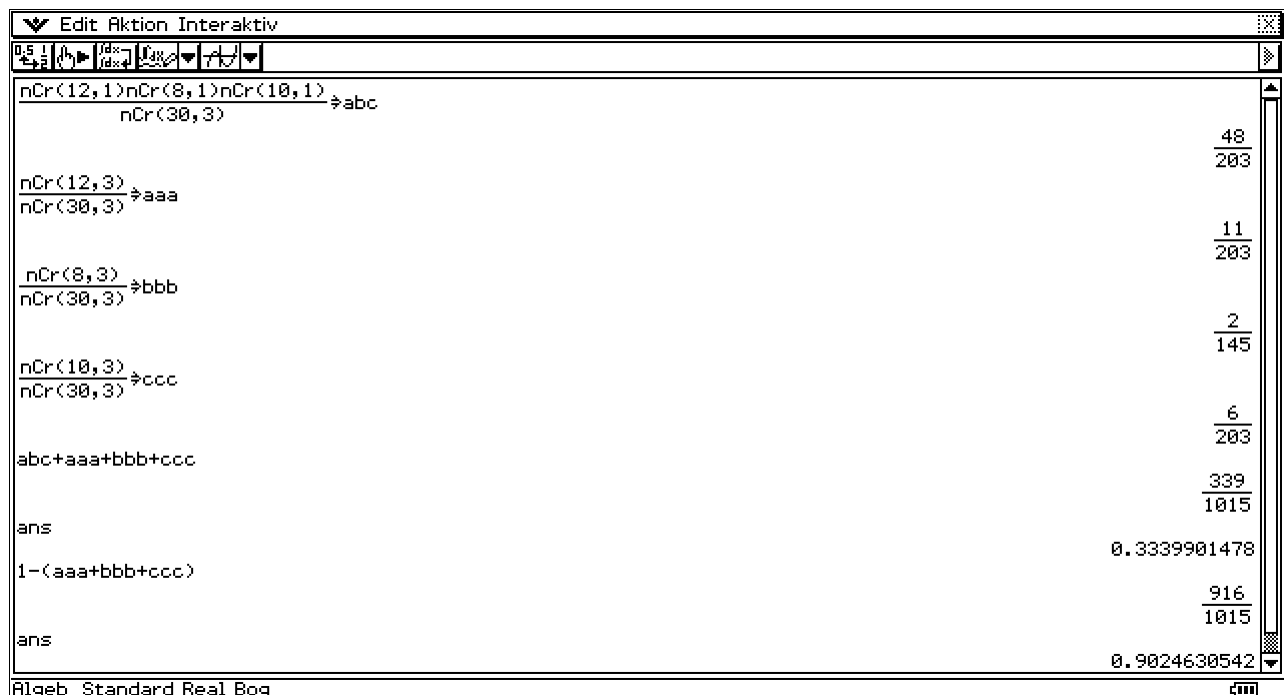 Edit Aktion Interaktiv
nCr(12,1)nCr(8,1)nCr(10,1)
nCr(30,3)
⇒abc
48
203
nCr(12,3)
nCr(30,3)
⇒aaa
11
203
nCr(8,3)
nCr(30,3)
⇒bbb
2
145
nCr(10,3)
nCr(30,3)
⇒ccc
6
203
abc+aaa+bbb+ccc
339
1015
ans
0.3339901478
1-(aaa+bbb+ccc)
916
1015
ans
0.9024630542
Algeb Standard Real Bog